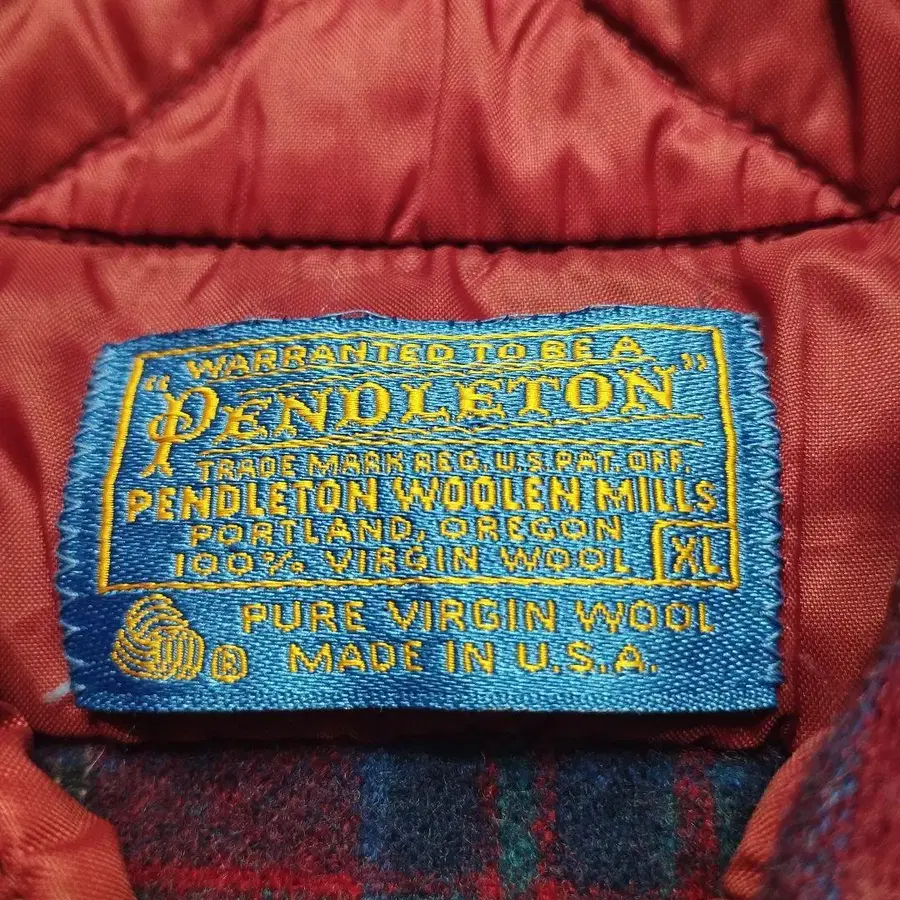 WARRANTED TO BE A
"PENDLETON"
TRADE MARK REG. U.S. PAT. OFF.
PENDLETON WOOLEN MILLS
PORTLAND, OREGON
100% VIRGIN WOOL XL
PURE VIRGIN WOOL
® MADE IN U.S.A.